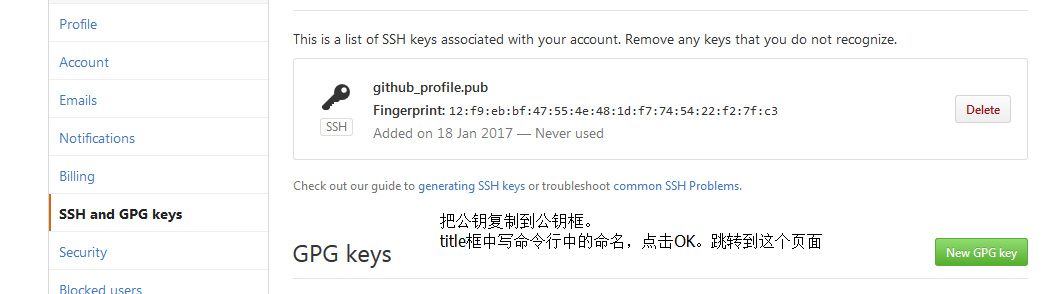 Profile
Account
Emails
Notifications
Billing
SSH and GPG keys
Security
Blocked users
This is a list of SSH keys associated with your account. Remove any keys that you do not recognize.
github_profile.pub
Fingerprint: 12:f9:eb:bf:47:55:4e:48:1d:f7:74:54:22:f2:7f:c3
SSH
Added on 18 Jan 2017 — Never used
Delete
Check out our guide to generating SSH keys or troubleshoot common SSH Problems.
把公钥复制到公钥框。
title框中写命令行中的命名，点击OK。跳转到这个页面
GPG keys
New GPG key